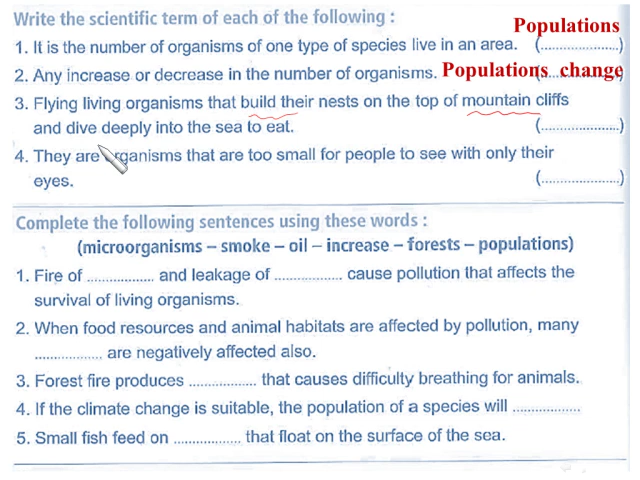 Write the scientific term of each of the following :
Populations
1. It is the number of organisms of one type of species live in an area. (.....................)
2. Any increase or decrease in the number of organisms. (.....................)
Populations change
3. Flying living organisms that build their nests on the top of mountain cliffs
and dive deeply into the sea to eat. (.....................)
4. They are organisms that are too small for people to see with only their
eyes. (.....................)
Complete the following sentences using these words :
(microorganisms – smoke – oil – increase – forests – populations)
1. Fire of .................. and leakage of .................. cause pollution that affects the
survival of living organisms.
2. When food resources and animal habitats are affected by pollution, many
.................. are negatively affected also.
3. Forest fire produces .................. that causes difficulty breathing for animals.
4. If the climate change is suitable, the population of a species will ..................
5. Small fish feed on .................. that float on the surface of the sea.